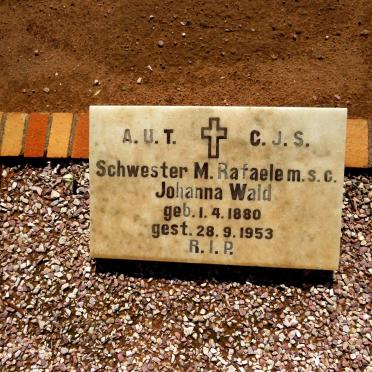 A.U.T. C.J.S.
Schwester M. Rafaele m.s.c.
Johanna Wald
geb. 1.4.1880
gest. 28.9.1953
R.I.P.